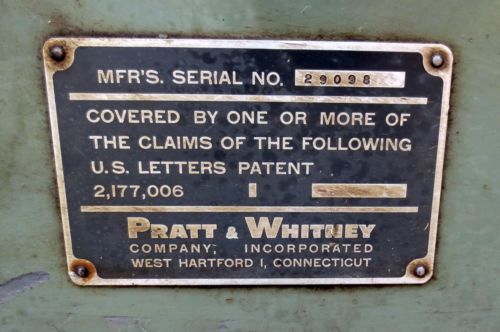 MFR'S. SERIAL NO. 29098
COVERED BY ONE OR MORE OF
THE CLAIMS OF THE FOLLOWING
U.S. LETTERS PATENT
2,177,006
PRATT & WHITNEY
COMPANY, INCORPORATED
WEST HARTFORD 1, CONNECTICUT